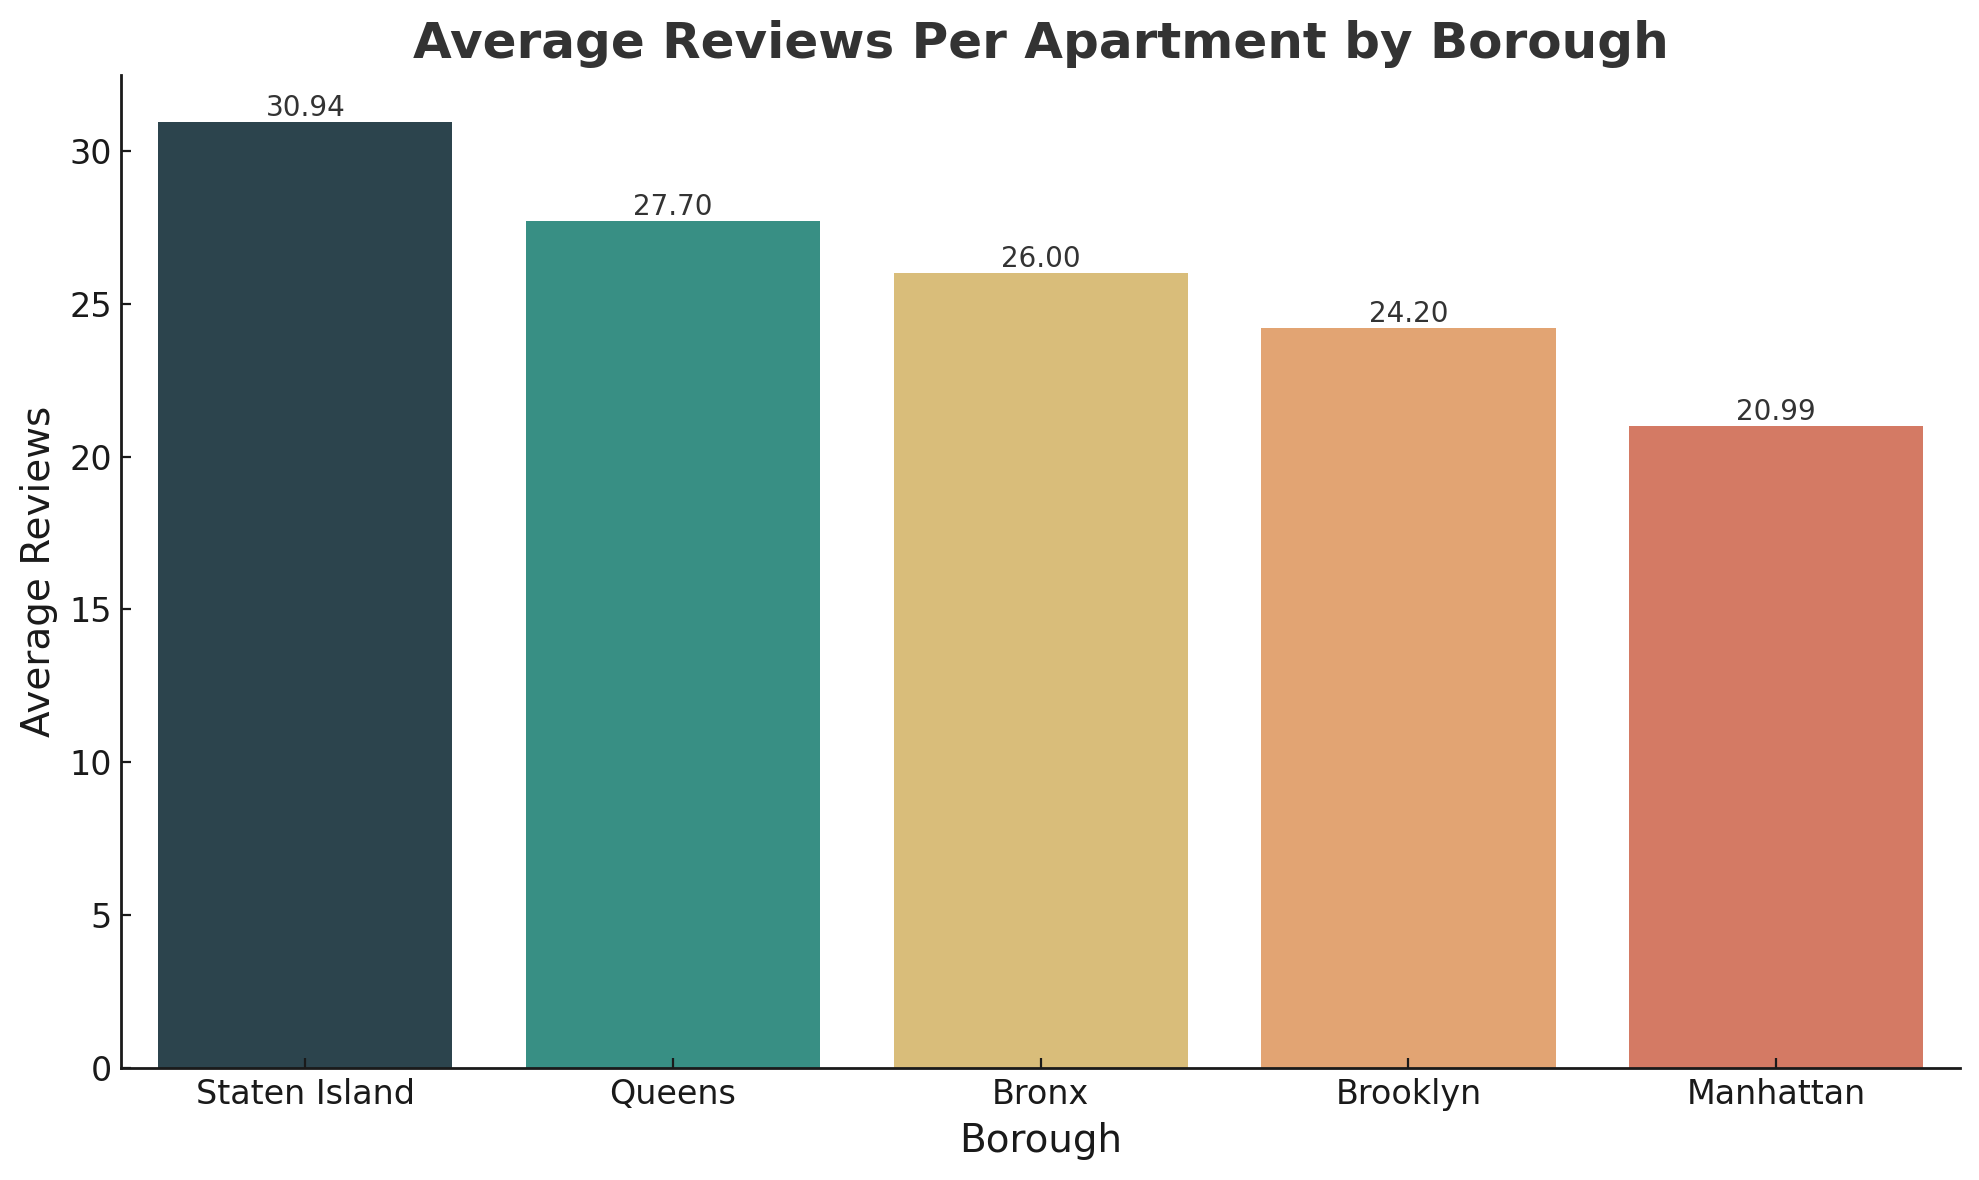 Average Reviews Per Apartment by Borough
30.94
27.70
26.00
24.20
20.99
30
25
20
15
10
5
0
Average Reviews
Staten Island
Queens
Bronx
Brooklyn
Manhattan
Borough